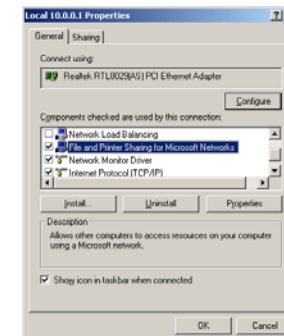 Local 10.0.0.1 Properties
General Sharing
Connect using:
Realtek RTL8029(AS) PCI Ethernet Adapter
Configure
Components checked are used by this connection:
Network Load Balancing
File and Printer Sharing for Microsoft Networks
Network Monitor Driver
Internet Protocol (TCP/IP)
Install... Uninstall Properties
Description
Allows other computers to access resources on your computer
using a Microsoft network.
Show icon in taskbar when connected
OK Cancel